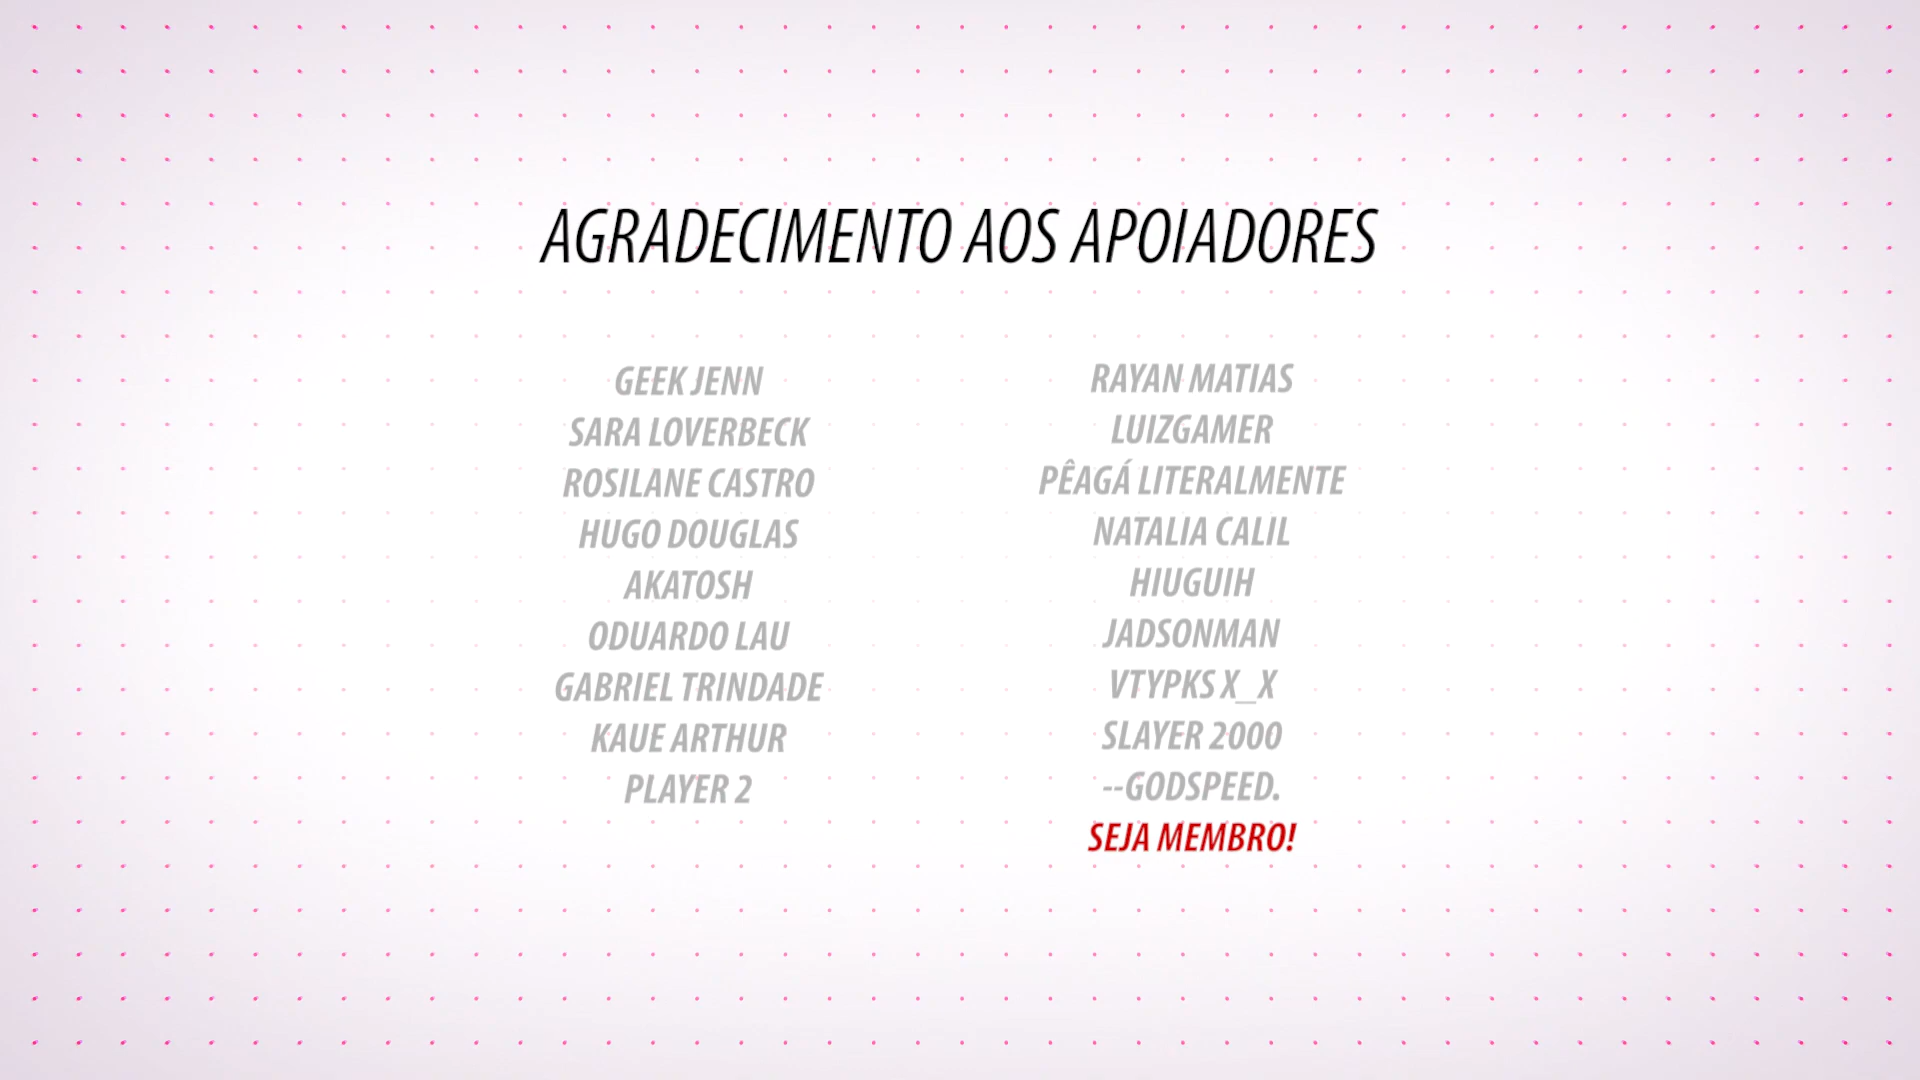 AGRADECIMENTO AOS APOIADORES
GEEK JENN
SARA LOVERBECK
ROSILANE CASTRO
HUGO DOUGLAS
AKATOSH
ODUARDO LAU
GABRIEL TRINDADE
KAUE ARTHUR
PLAYER 2
RAYAN MATIAS
LUIZGAMER
PÊAGÁ LITERALMENTE
NATALIA CALIL
HIUGUIH
JADSONMAN
VTYPKS X_X
SLAYER 2000
--GODSPEED.
SEJA MEMBRO!